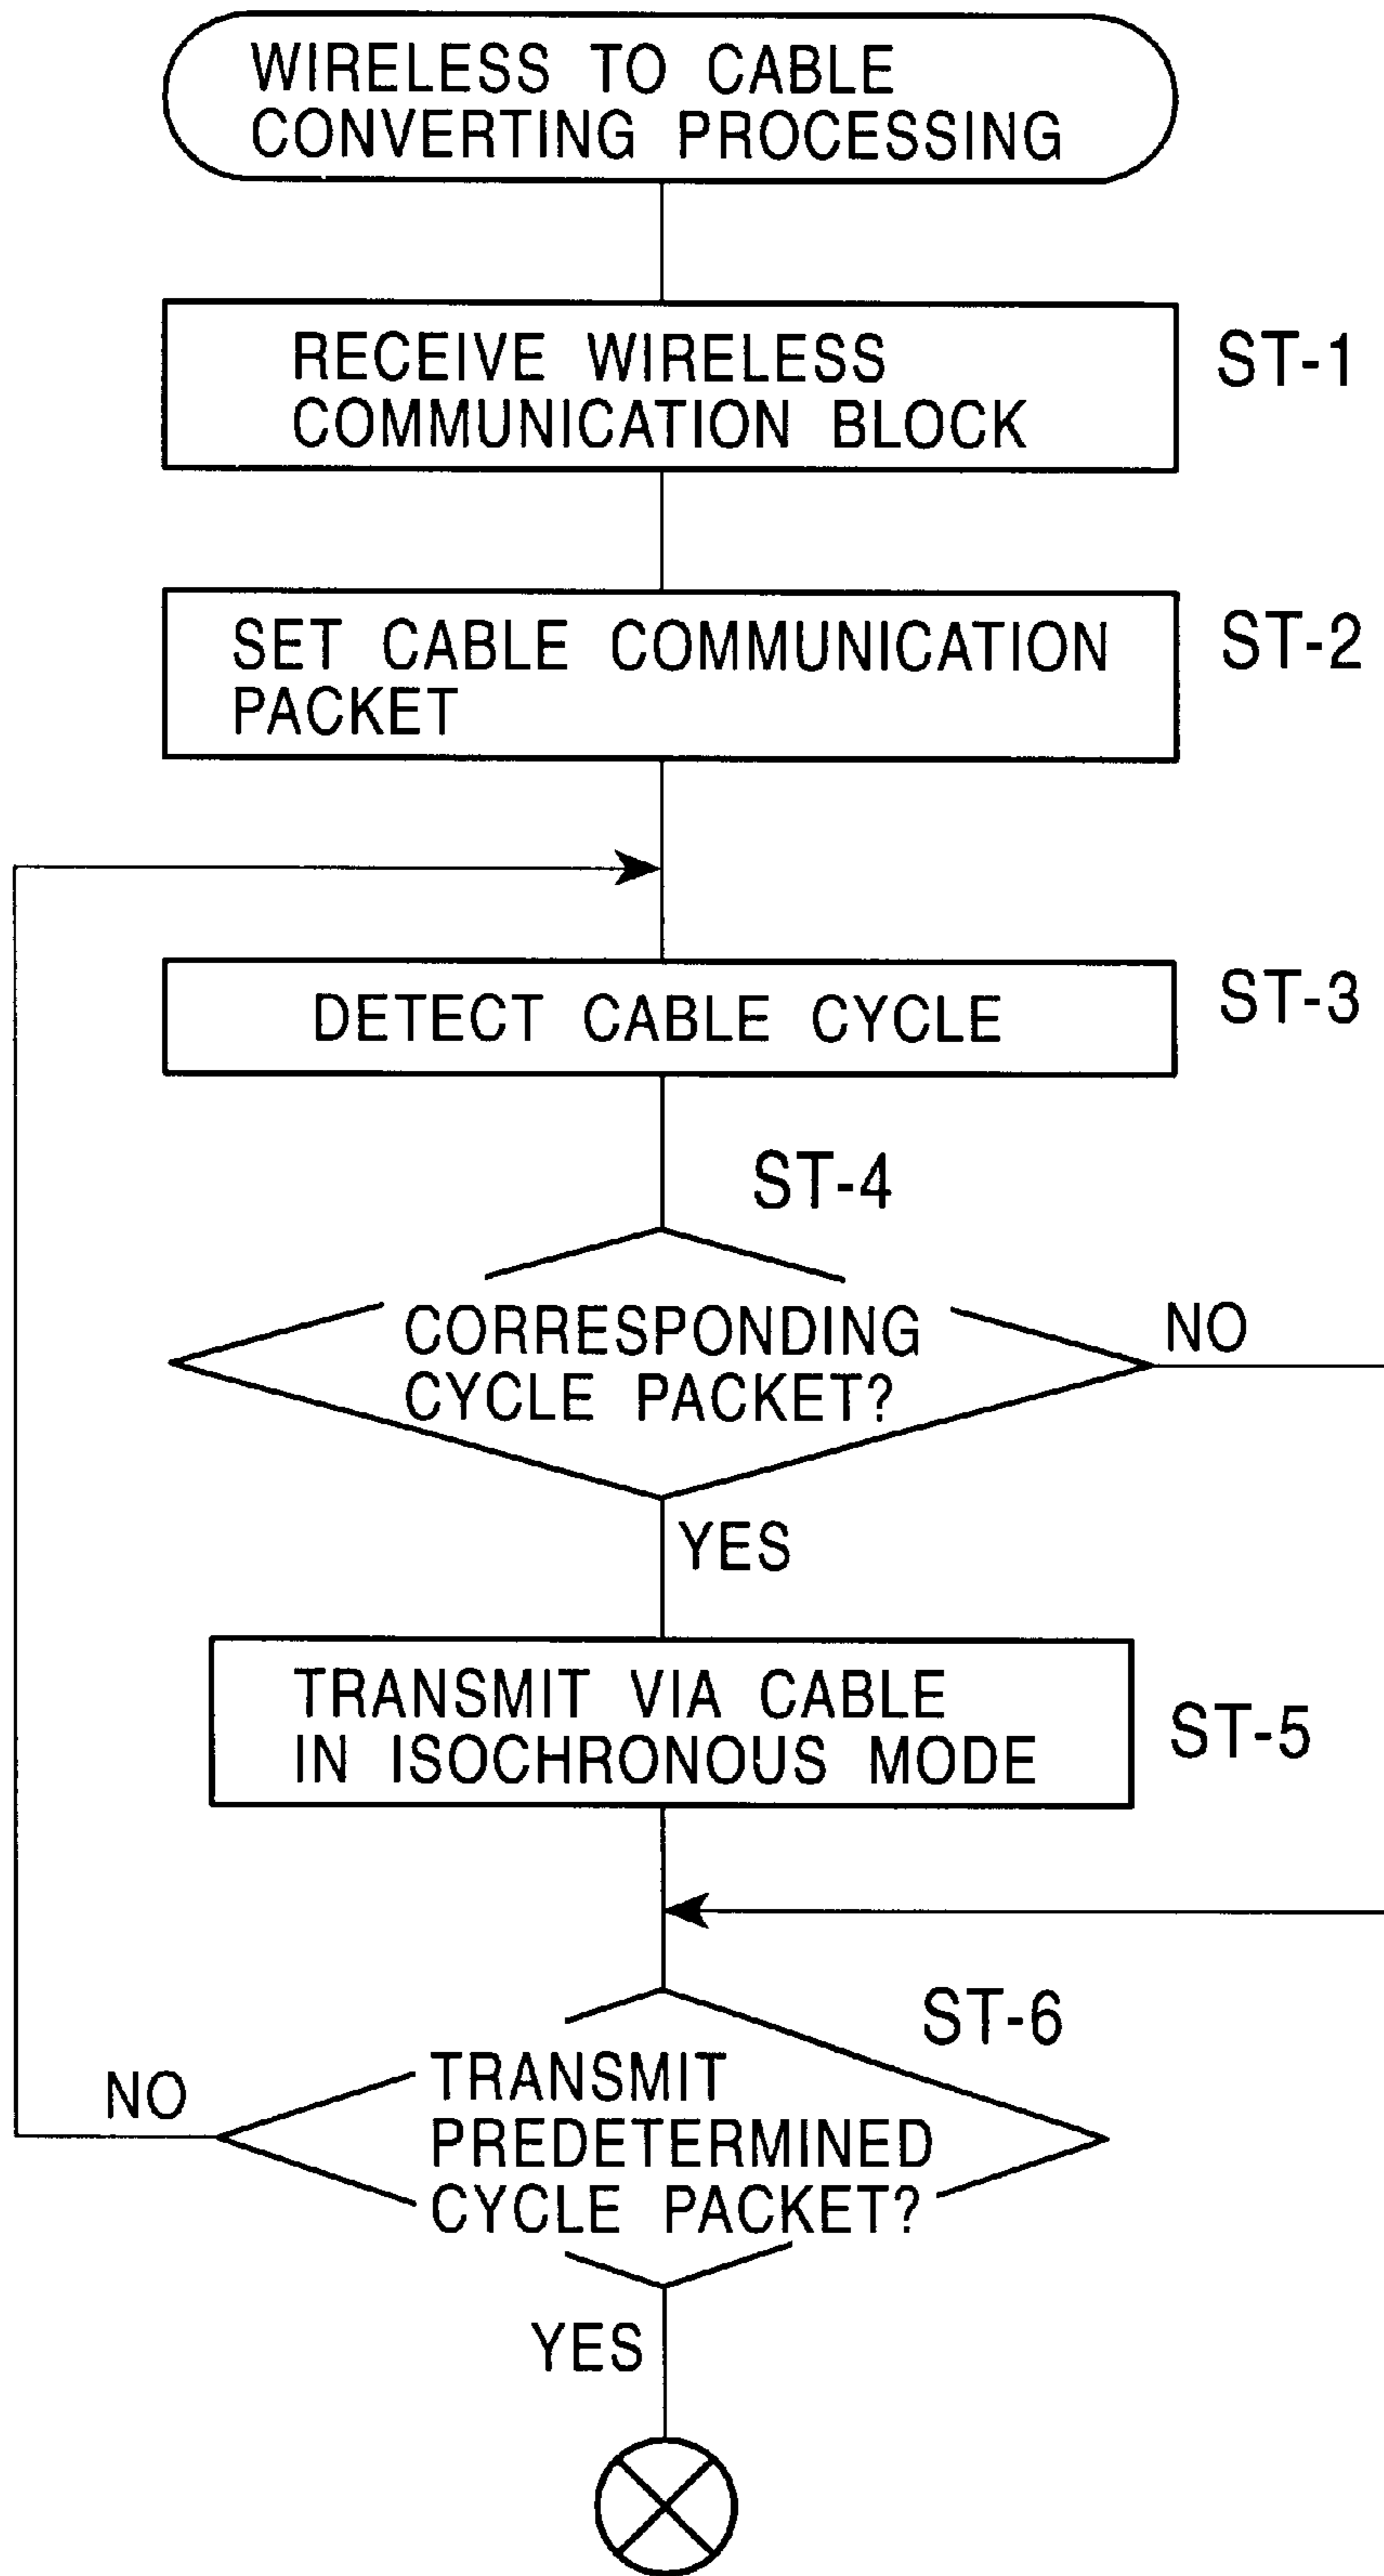 WIRELESS TO CABLE
CONVERTING PROCESSING
RECEIVE WIRELESS
COMMUNICATION BLOCK
ST-1
SET CABLE COMMUNICATION
PACKET
ST-2
DETECT CABLE CYCLE
ST-3
ST-4
CORRESPONDING
CYCLE PACKET?
NO
YES
TRANSMIT VIA CABLE
IN ISOCHRONOUS MODE
ST-5
ST-6
TRANSMIT
PREDETERMINED
CYCLE PACKET?
NO
YES